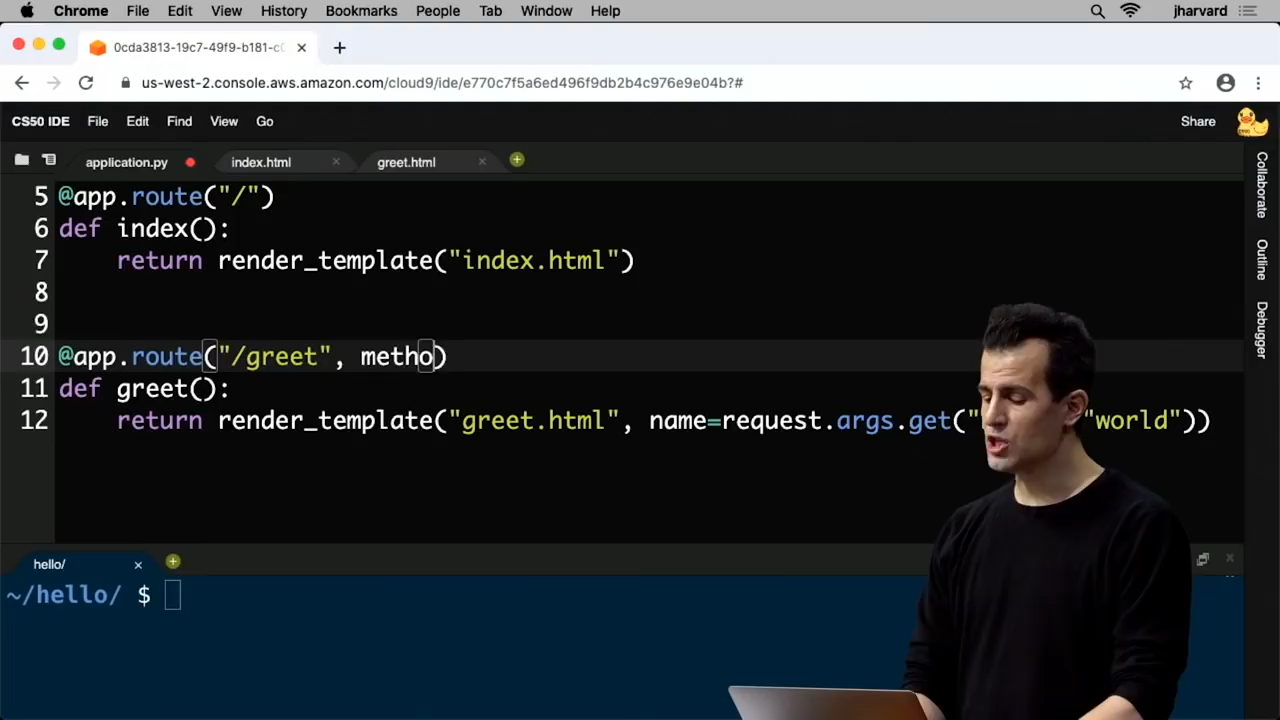 Chrome File Edit View History Bookmarks People Tab Window Help jharvard
0cda3813-19c7-49f9-b181-c0
us-west-2.console.aws.amazon.com/cloud9/ide/e770c7f5a6ed496f9db2b4c976e9e04b?#
CS50 IDE File Edit Find View Go Share
application.py index.html greet.html
5 @app.route("/")
6 def index():
7 return render_template("index.html")
8
9
10 @app.route("/greet", metho)
11 def greet():
12 return render_template("greet.html", name=request.args.get(" "world"))
Collaborate
Outline
Debugger
hello/
~/hello/ $